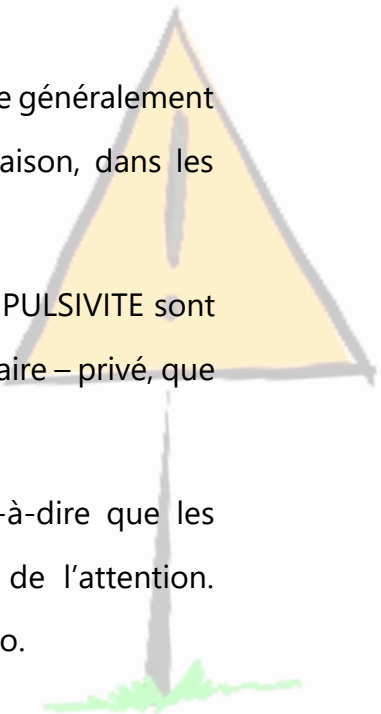 e généralement
aison, dans les
PULSIVITE sont
aire – privé, que
-à-dire que les
de l'attention.
o.